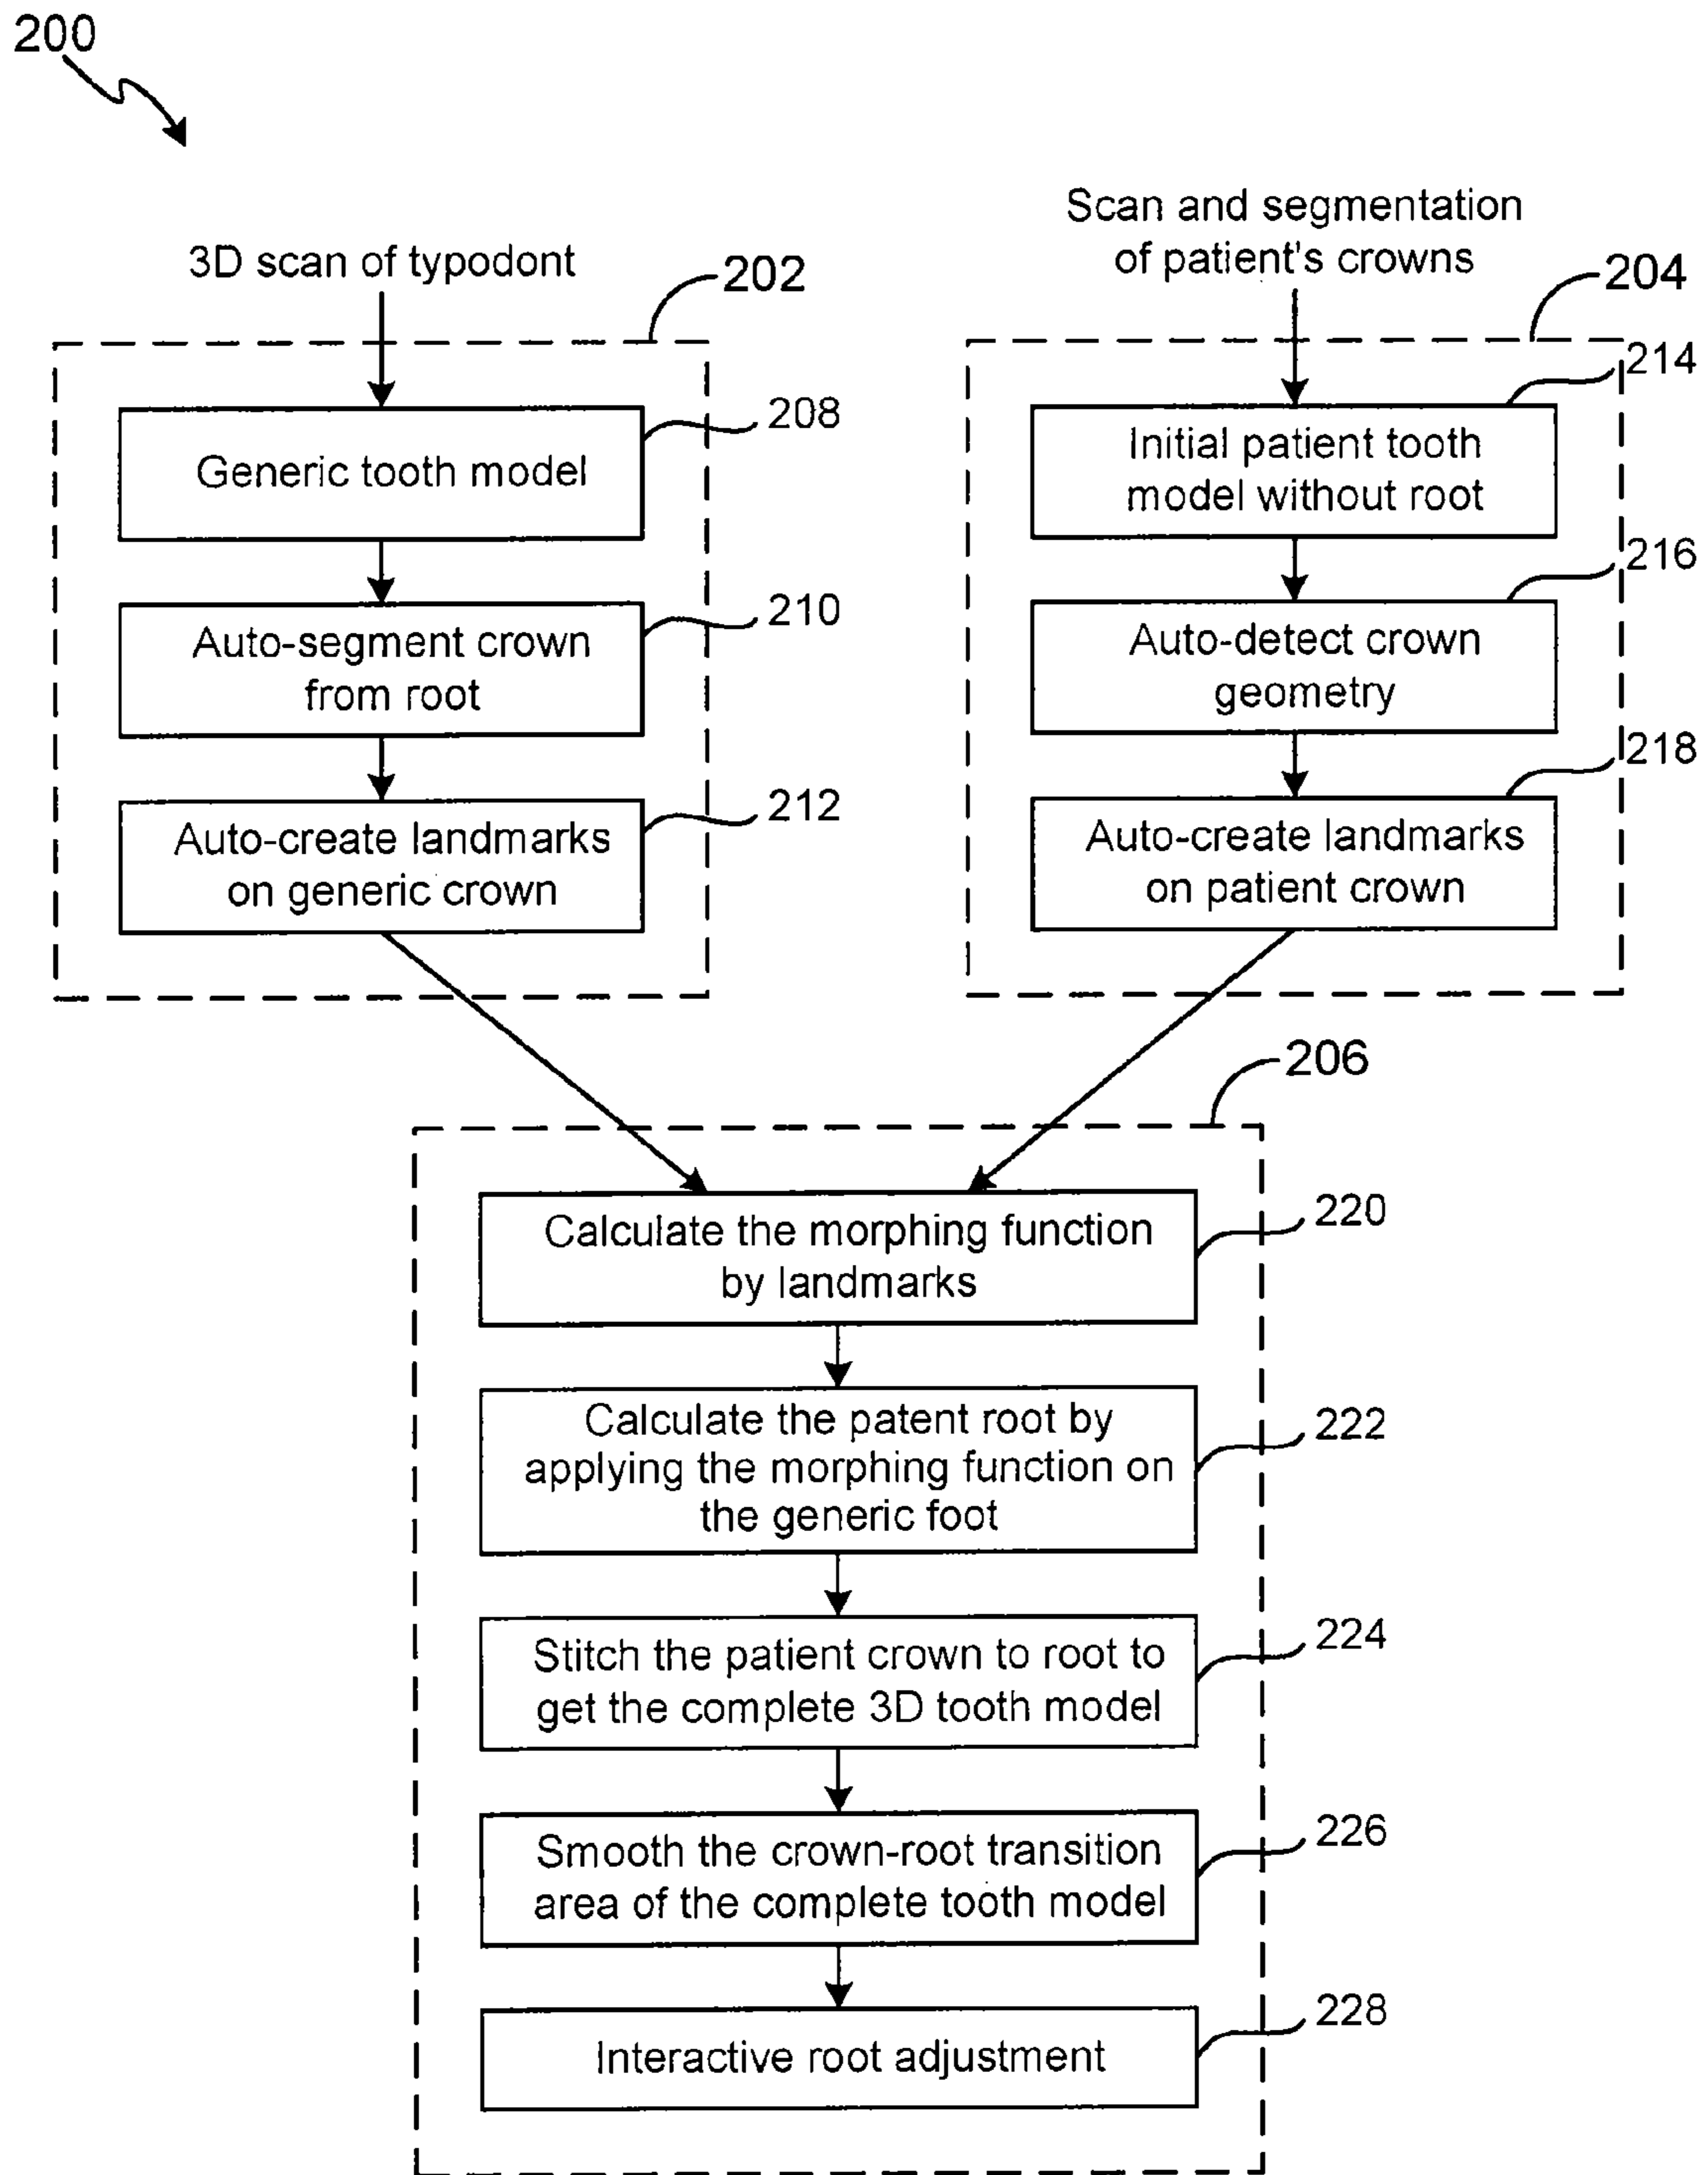 200
3D scan of typodont
202
208
Generic tooth model
210
Auto-segment crown
from root
212
Auto-create landmarks
on generic crown
Scan and segmentation
of patient's crowns
204
214
Initial patient tooth
model without root
216
Auto-detect crown
geometry
218
Auto-create landmarks
on patient crown
206
220
Calculate the morphing function
by landmarks
222
Calculate the patent root by
applying the morphing function on
the generic foot
224
Stitch the patient crown to root to
get the complete 3D tooth model
226
Smooth the crown-root transition
area of the complete tooth model
228
Interactive root adjustment